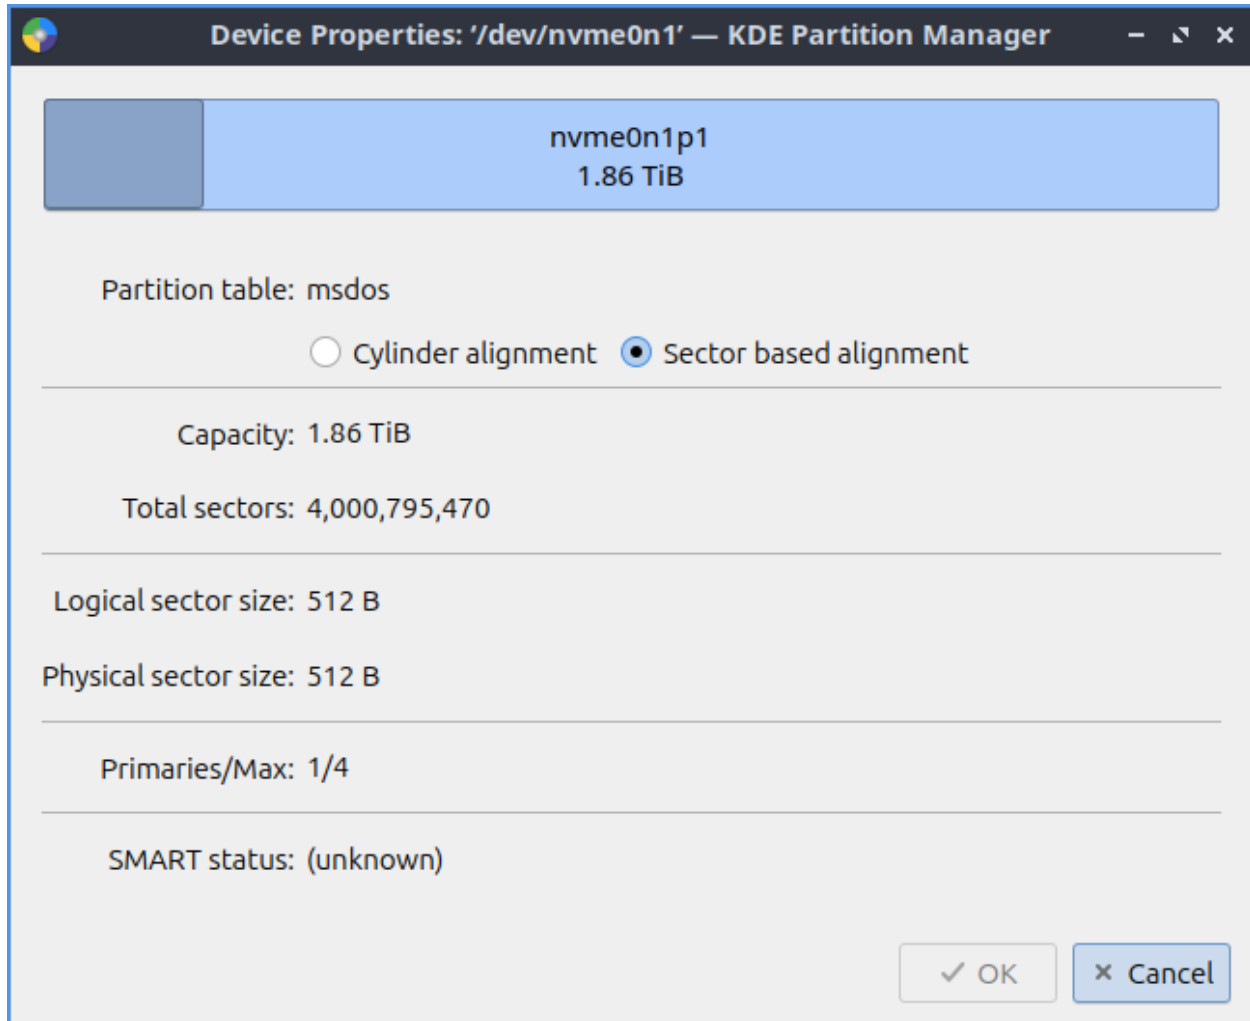 Device Properties: ‘/dev/nvme0n1’ — KDE Partition Manager
nvme0n1p1
1.86 TiB
Partition table: msdos
Cylinder alignment Sector based alignment
Capacity: 1.86 TiB
Total sectors: 4,000,795,470
Logical sector size: 512 B
Physical sector size: 512 B
Primaries/Max: 1/4
SMART status: (unknown)
OK Cancel